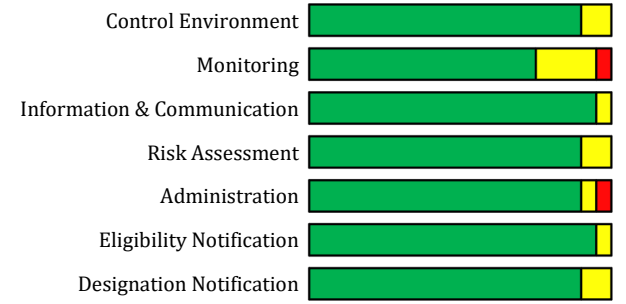 Control Environment
Monitoring
Information & Communication
Risk Assessment
Administration
Eligibility Notification
Designation Notification